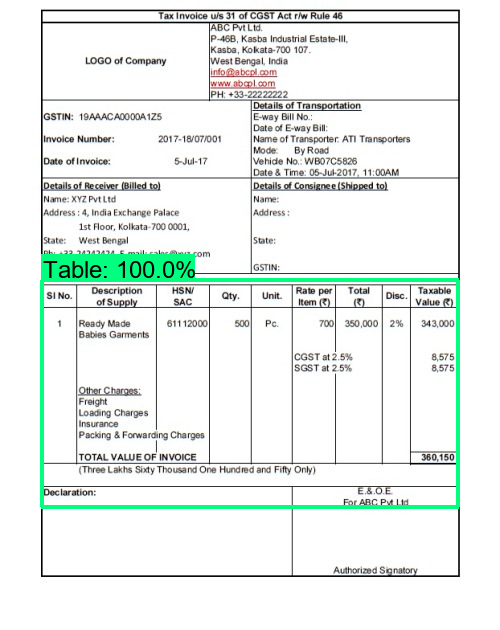 Tax Invoice u/s 31 of CGST Act r/w Rule 46
LOGO of Company
ABC Pvt Ltd.
P-46B, Kasba Industrial Estate-III,
Kasba, Kolkata-700 107.
West Bengal, India
info@abcpl.com
www.abcpl.com
PH: +33-22222222
GSTIN: 19AAACA0000A1Z5
Invoice Number: 2017-18/07/001
Date of Invoice: 5-Jul-17
Details of Transportation
E-way Bill No.:
Date of E-way Bill:
Name of Transporter: ATI Transporters
Mode: By Road
Vehicle No.: WB07C5826
Date & Time: 05-Jul-2017, 11:00AM
Details of Receiver (Billed to)
Name: XYZ Pvt Ltd
Address : 4, India Exchange Palace
1st Floor, Kolkata-700 0001,
State: West Bengal
Details of Consignee (Shipped to)
Name:
Address :
State:
GSTIN:
Table: 100.0%
SI No. Description of Supply HSN/ SAC Qty. Unit. Rate per Item (₹) Total (₹) Disc. Taxable Value (₹)
1 Ready Made 61112000 500 Pc. 700 350,000 2% 343,000
Babies Garments
CGST at 2.5% 8,575
SGST at 2.5% 8,575
Other Charges:
Freight
Loading Charges
Insurance
Packing & Forwarding Charges
TOTAL VALUE OF INVOICE 360,150
(Three Lakhs Sixty Thousand One Hundred and Fifty Only)
Declaration:
E.&.O.E.
For ABC Pvt Ltd
Authorized Signatory